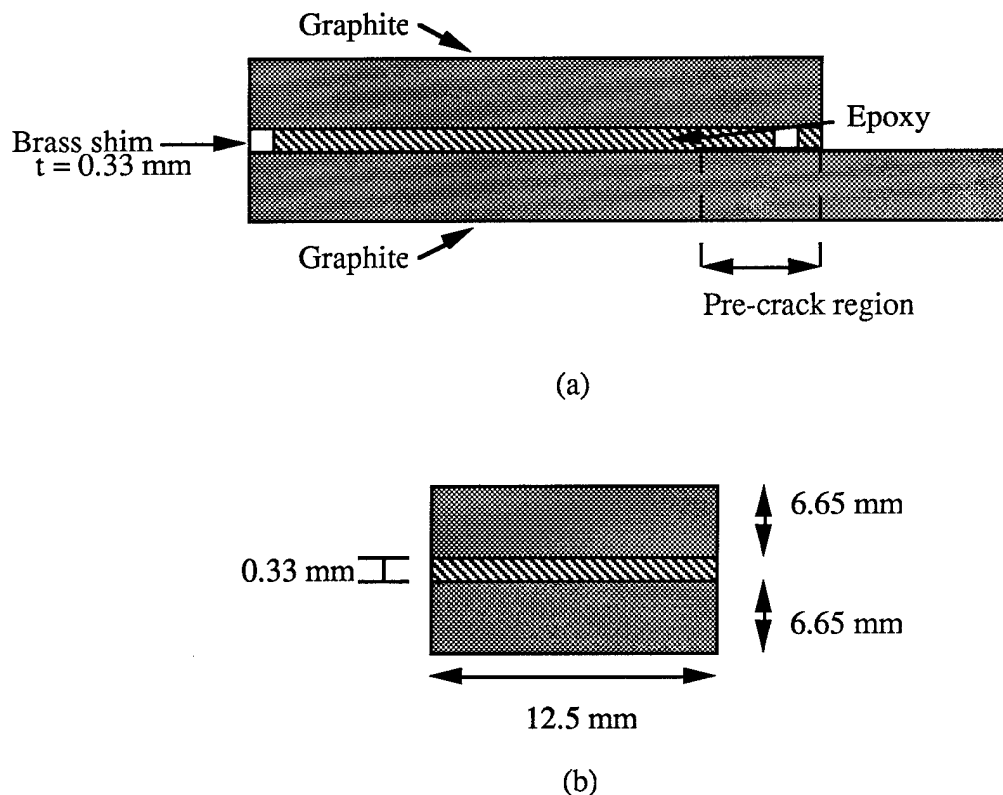 Graphite
Epoxy
Brass shim
t = 0.33 mm
Graphite
Pre-crack region
(a)
6.65 mm
0.33 mm
6.65 mm
12.5 mm
(b)